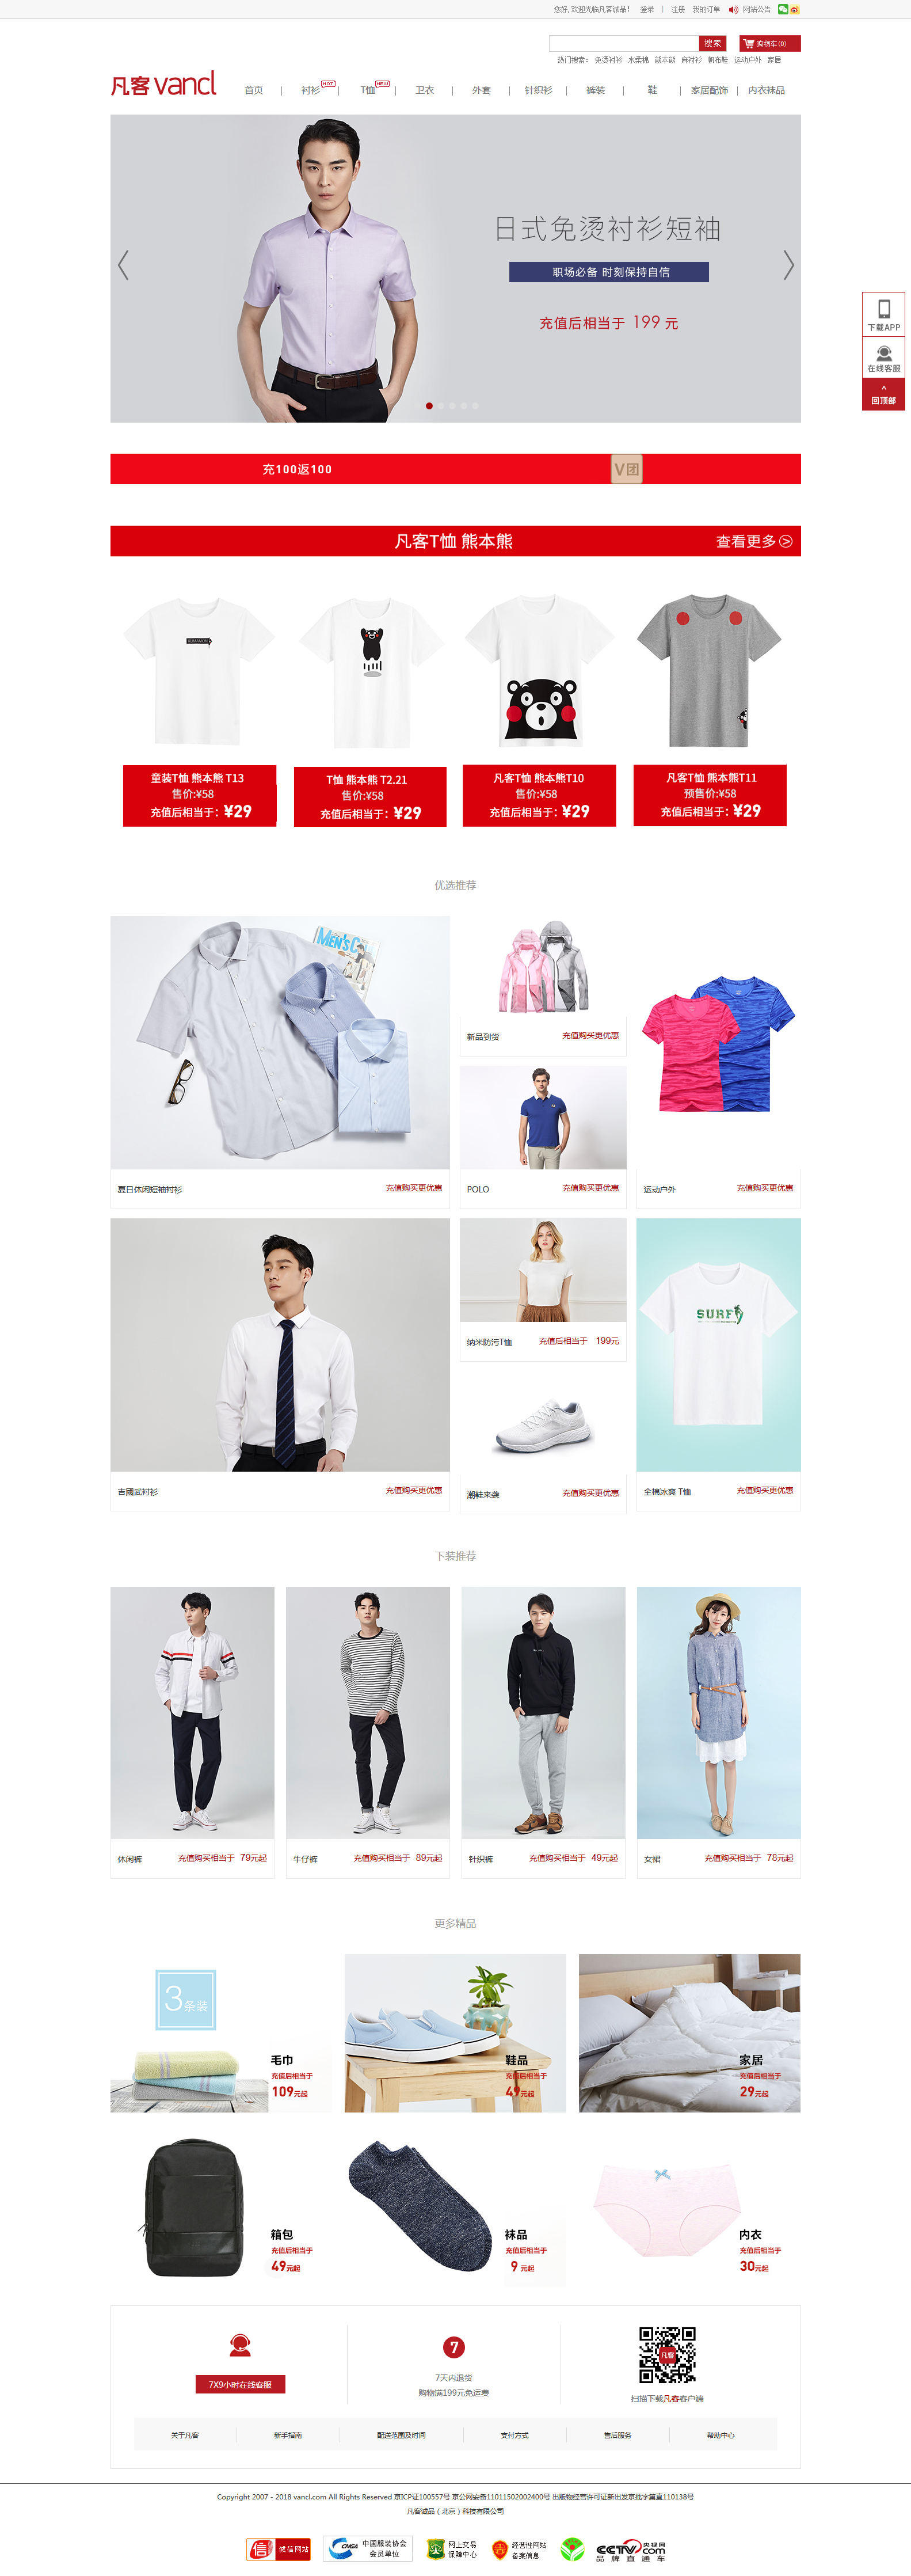 您好, 欢迎光临凡客诚品! 登录 | 注册 我的订单 网站公告
搜索 购物车(0)
热门搜索: 免烫衬衫 水柔棉 熊本熊 麻衬衫 帆布鞋 运动户外 家居
凡客 vancl
首页 衬衫 HOT T恤 NEW 卫衣 外套 针织衫 裤装 鞋 家居配饰 内衣袜品
日式免烫衬衫短袖
职场必备 时刻保持自信
充值后相当于 199 元
下载APP
在线客服
^
回顶部
充100返100 V团
凡客T恤 熊本熊 查看更多
童装T恤 熊本熊 T13
售价:¥58
充值后相当于: ¥29
T恤 熊本熊 T2.21
售价:¥58
充值后相当于: ¥29
凡客T恤 熊本熊T10
售价:¥58
充值后相当于: ¥29
凡客T恤 熊本熊T11
预售价:¥58
充值后相当于: ¥29
优选推荐
MEN'S
夏日休闲短袖衬衫 充值购买更优惠
新品到货 充值购买更优惠
POLO 充值购买更优惠
运动户外 充值购买更优惠
吉國武衬衫 充值购买更优惠
纳米防污T恤 充值后相当于 199元
潮鞋来袭 充值购买更优惠
SURF
全棉冰爽 T恤 充值购买更优惠
下装推荐
休闲裤 充值购买相当于 79元起
牛仔裤 充值购买相当于 89元起
针织裤 充值购买相当于 49元起
女裙 充值购买相当于 78元起
更多精品
3条装
毛巾
充值后相当于
109元起
鞋品
充值后相当于
49元起
家居
充值后相当于
29元起
箱包
充值后相当于
49元起
袜品
充值后相当于
9 元起
内衣
充值后相当于
30元起
7X9小时在线客服
7
7天内退货
购物满199元免运费
凡客
扫描下载凡客客户端
关于凡客 新手指南 配送范围及时间 支付方式 售后服务 帮助中心
Copyright 2007 - 2018 vancl.com All Rights Reserved 京ICP证100557号 京公网安备11011502002400号 出版物经营许可证新出发京批字第直110138号
凡客诚品（北京）科技有限公司
信 诚信网站
CNGA 中国服装协会
会员单位
网上交易
保障中心
经营性网站
备案信息
CCTV.com 央视网
品牌直通车